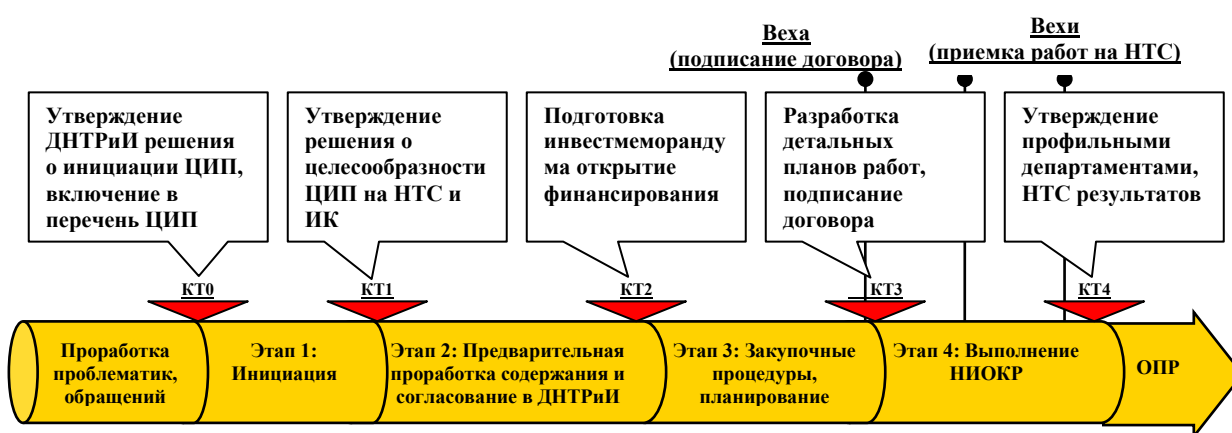 Веха
(подписание договора)
Вехи
(приемка работ на НТС)
Утверждение
ДНТРиИ решения
о инициации ЦИП,
включение в
перечень ЦИП
Утверждение
решения о
целесообразности
ЦИП на НТС и
ИК
Подготовка
инвестмеморанду
ма открытие
финансирования
Разработка
детальных
планов работ,
подписание
договора
Утверждение
профильными
департаментами,
НТС результатов
КТ0
КТ1
КТ2
КТ3
КТ4
Проработка
проблематик,
обращений
Этап 1:
Инициация
Этап 2: Предварительная
проработка содержания и
согласование в ДНТРиИ
Этап 3: Закупочные
процедуры,
планирование
Этап 4: Выполнение
НИОКР
ОПР